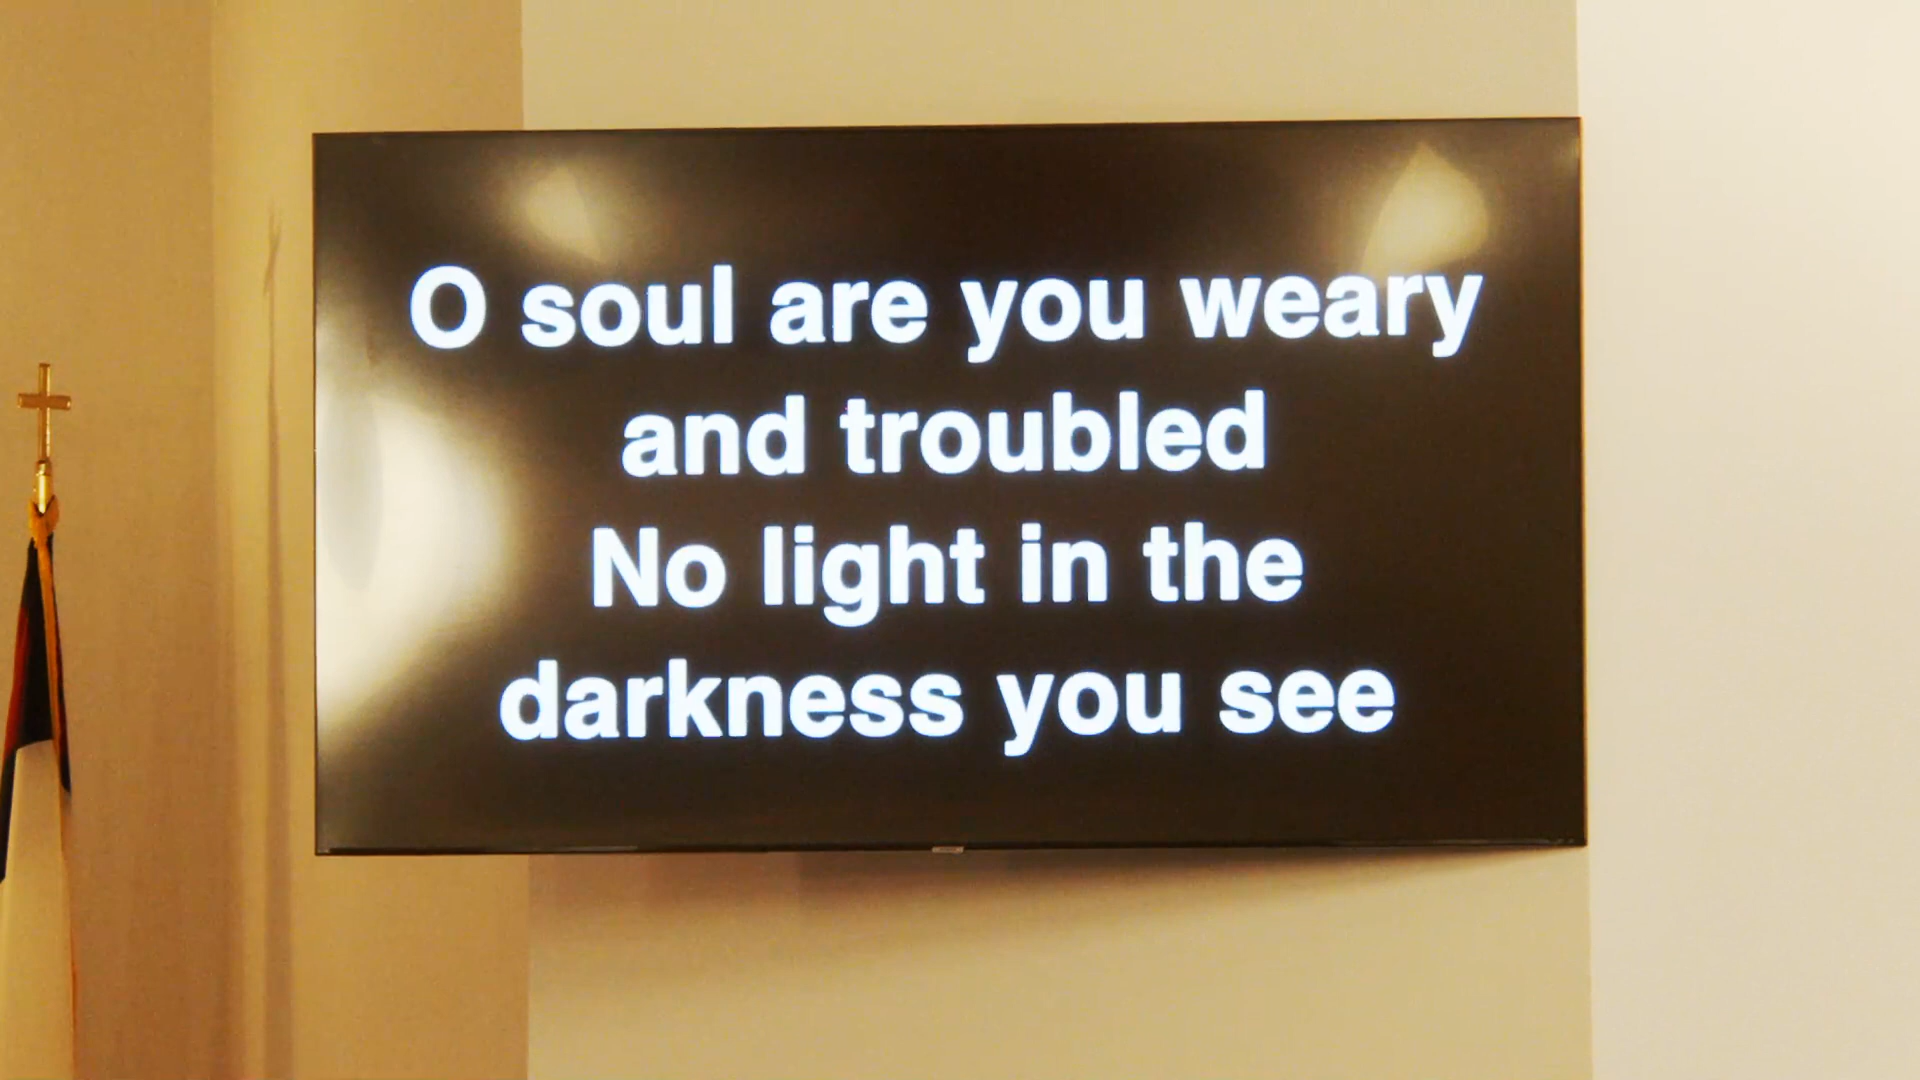 O soul are you weary
and troubled
No light in the
darkness you see